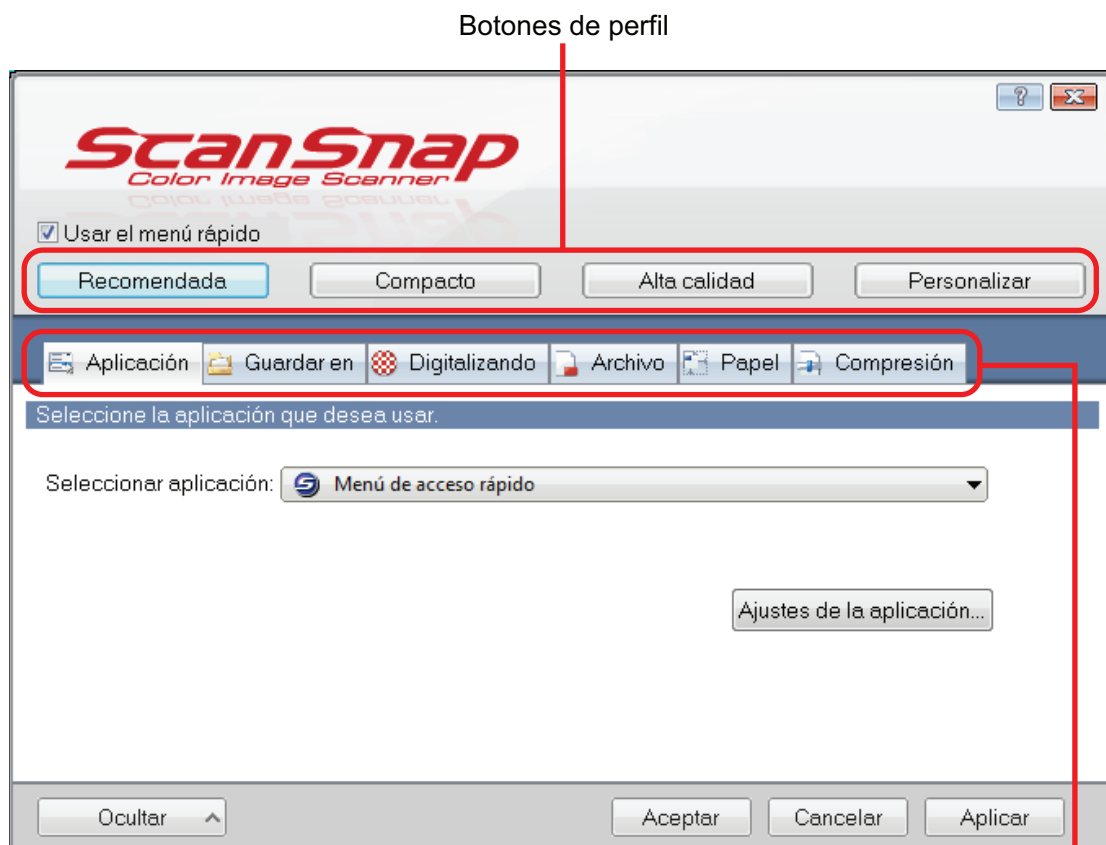 Botones de perfil
?
ScanSnap
Color Image Scanner
Usar el menú rápido
Recomendada Compacto Alta calidad Personalizar
Aplicación Guardar en Digitalizando Archivo Papel Compresión
Seleccione la aplicación que desea usar.
Seleccionar aplicación: Menú de acceso rápido
Ajustes de la aplicación...
Ocultar Aceptar Cancelar Aplicar